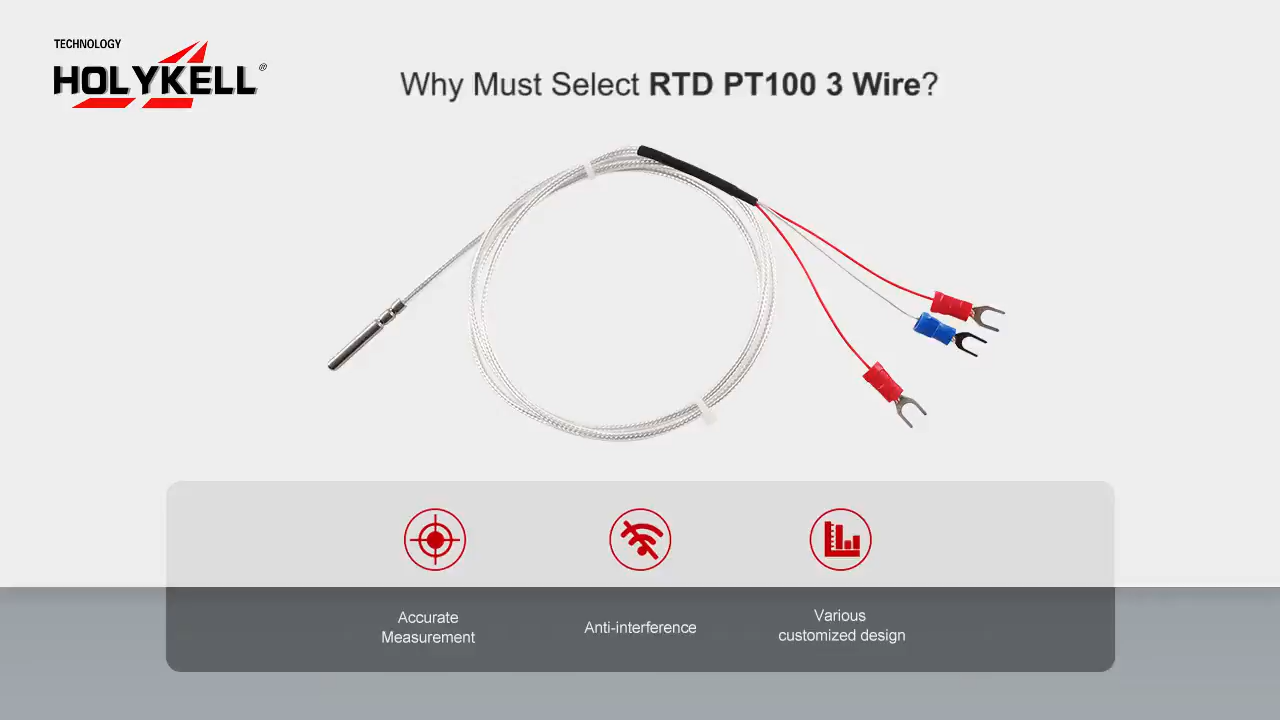 TECHNOLOGY
HOLYKELL®
Why Must Select RTD PT100 3 Wire?
Accurate
Measurement
Anti-interference
Various
customized design